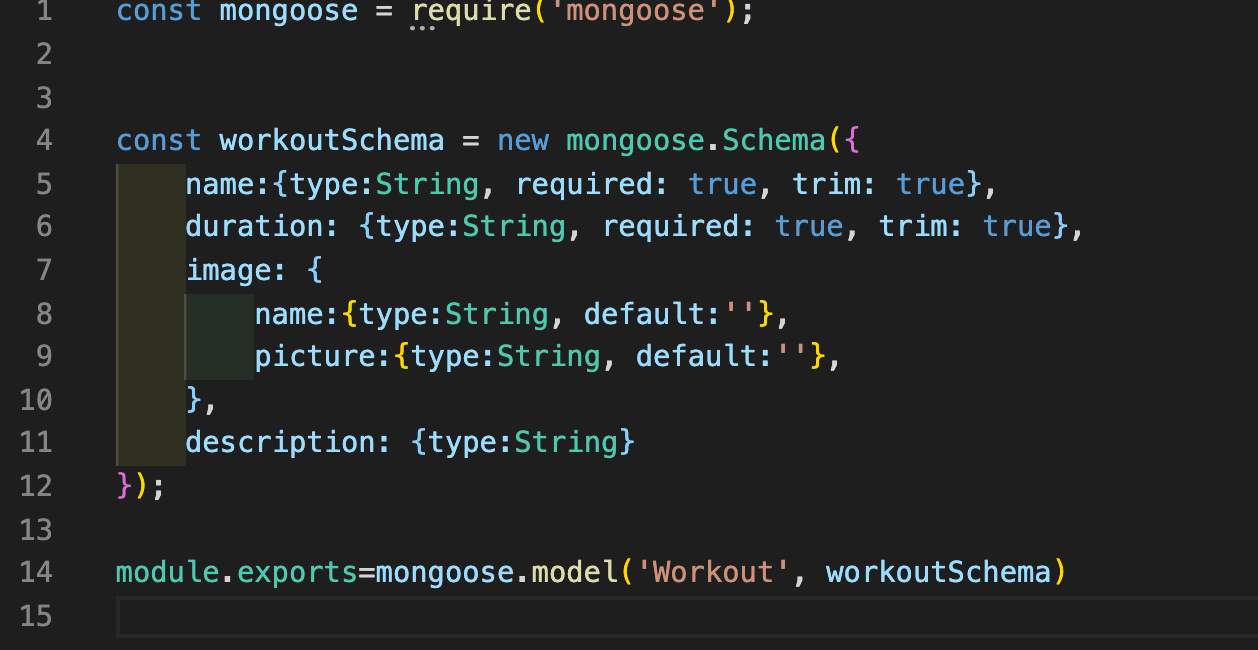 1 const mongoose = require('mongoose');
2
3
4 const workoutSchema = new mongoose.Schema({
5     name:{type:String, required: true, trim: true},
6     duration: {type:String, required: true, trim: true},
7     image: {
8         name:{type:String, default:''},
9         picture:{type:String, default:''},
10     },
11     description: {type:String}
12 });
13
14 module.exports=mongoose.model('Workout', workoutSchema)
15